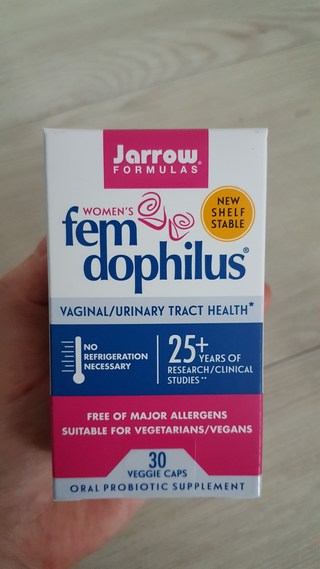 Jarrow®
FORMULAS
WOMEN'S
fem
dophilus®
NEW
SHELF
STABLE
VAGINAL/URINARY TRACT HEALTH*
NO
REFRIGERATION
NECESSARY
25+ YEARS OF
RESEARCH/CLINICAL
STUDIES**
FREE OF MAJOR ALLERGENS
SUITABLE FOR VEGETARIANS/VEGANS
30
VEGGIE CAPS
ORAL PROBIOTIC SUPPLEMENT